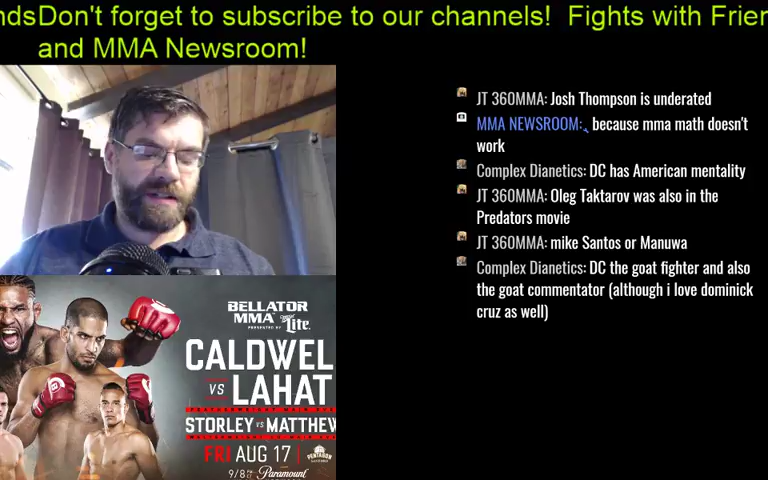 ndsDon't forget to subscribe to our channels!  Fights with Frien
and MMA Newsroom!
JT 360MMA: Josh Thompson is underated
MMA NEWSROOM: because mma math doesn't
work
Complex Dianetics: DC has American mentality
JT 360MMA: Oleg Taktarov was also in the
Predators movie
JT 360MMA: mike Santos or Manuwa
Complex Dianetics: DC the goat fighter and also
the goat commentator (although i love dominick
cruz as well)
BELLATOR
MMA PRESENTED BY Lite
CALDWEL
VS LAHAT
STORLEY VS MATTHEW
FRI AUG 17
9/8c Paramount